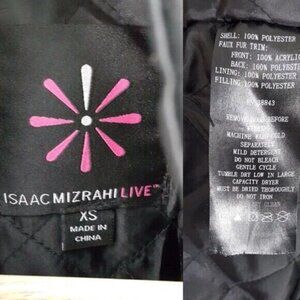 ISAAC MIZRAHI LIVE™
XS
MADE IN
CHINA
SHELL: 100% POLYESTER
FAUX FUR TRIM:
FRONT: 100% ACRYLIC
BACK: 100% POLYESTER
LINING: 100% POLYESTER
FILLING: 100% POLYESTER
BEFORE
MACHINE WASH COLD
SEPARATELY
MILD DETERGENT
DO NOT BLEACH
GENTLE CYCLE
TUMBLE DRY LOW IN LARGE
CAPACITY DRYER
MUST BE DRIED THOROUGHLY
DO NOT IRON